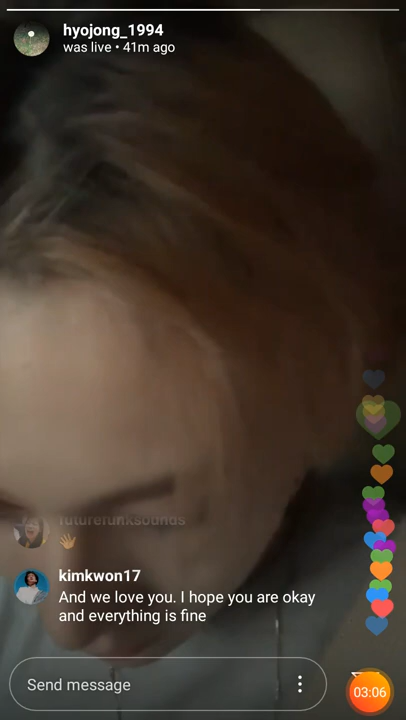 hyojong_1994
was live • 41m ago
futurefunksounds
👋
kimkwon17
And we love you. I hope you are okay
and everything is fine
Send message
03:06